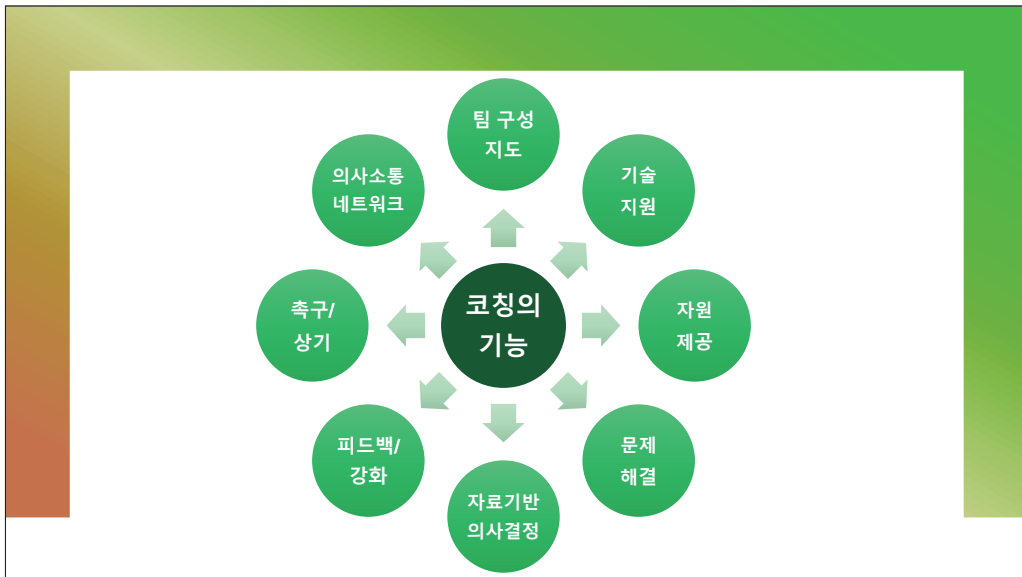 코칭의
기능
팀 구성
지도
기술
지원
자원
제공
문제
해결
자료기반
의사결정
피드백/
강화
촉구/
상기
의사소통
네트워크